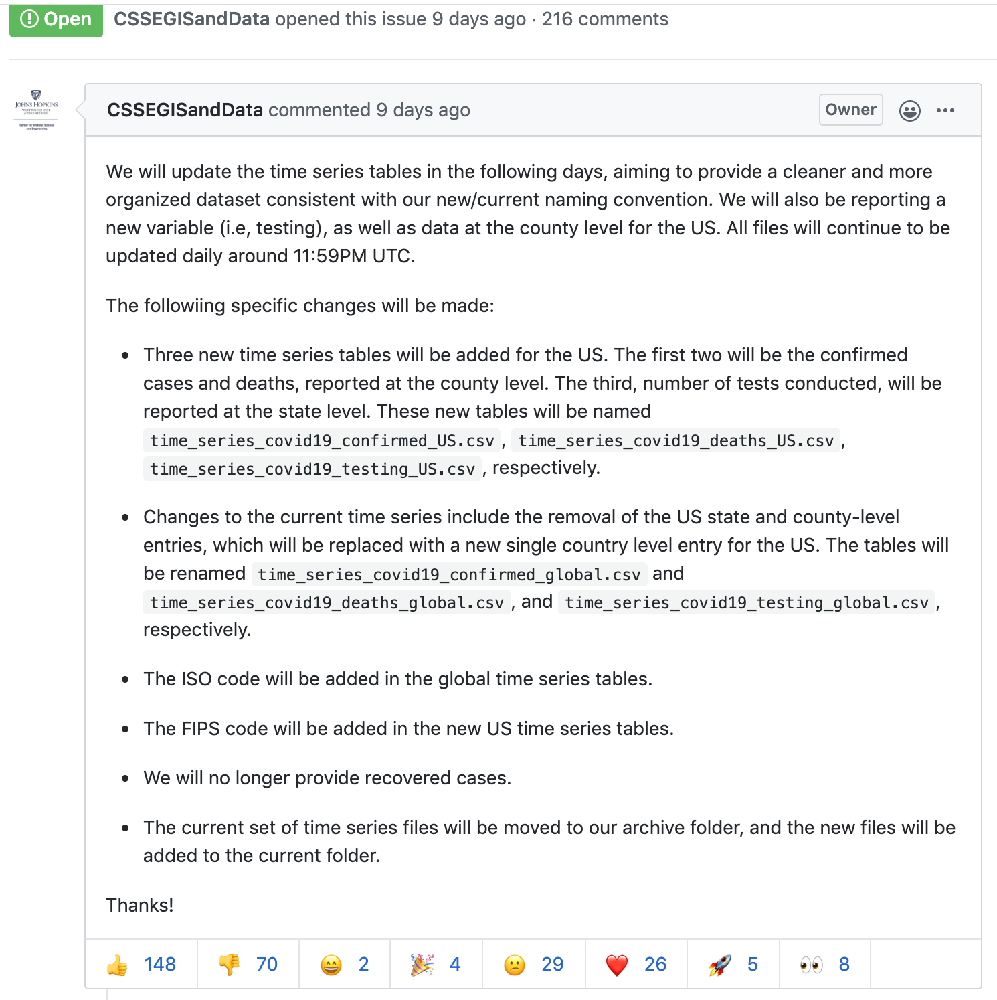 Open CSSEGISandData opened this issue 9 days ago · 216 comments
JOHNS HOPKINS
WHITING SCHOOL
of ENGINEERING
Center for Systems Science
and Engineering
CSSEGISandData commented 9 days ago Owner
We will update the time series tables in the following days, aiming to provide a cleaner and more
organized dataset consistent with our new/current naming convention. We will also be reporting a
new variable (i.e, testing), as well as data at the county level for the US. All files will continue to be
updated daily around 11:59PM UTC.
The followiing specific changes will be made:
• Three new time series tables will be added for the US. The first two will be the confirmed
cases and deaths, reported at the county level. The third, number of tests conducted, will be
reported at the state level. These new tables will be named
time_series_covid19_confirmed_US.csv , time_series_covid19_deaths_US.csv ,
time_series_covid19_testing_US.csv , respectively.
• Changes to the current time series include the removal of the US state and county-level
entries, which will be replaced with a new single country level entry for the US. The tables will
be renamed time_series_covid19_confirmed_global.csv and
time_series_covid19_deaths_global.csv , and time_series_covid19_testing_global.csv ,
respectively.
• The ISO code will be added in the global time series tables.
• The FIPS code will be added in the new US time series tables.
• We will no longer provide recovered cases.
• The current set of time series files will be moved to our archive folder, and the new files will be
added to the current folder.
Thanks!
👍 148 👎 70 😄 2 🎉 4 😕 29 ❤️ 26 🚀 5 👀 8